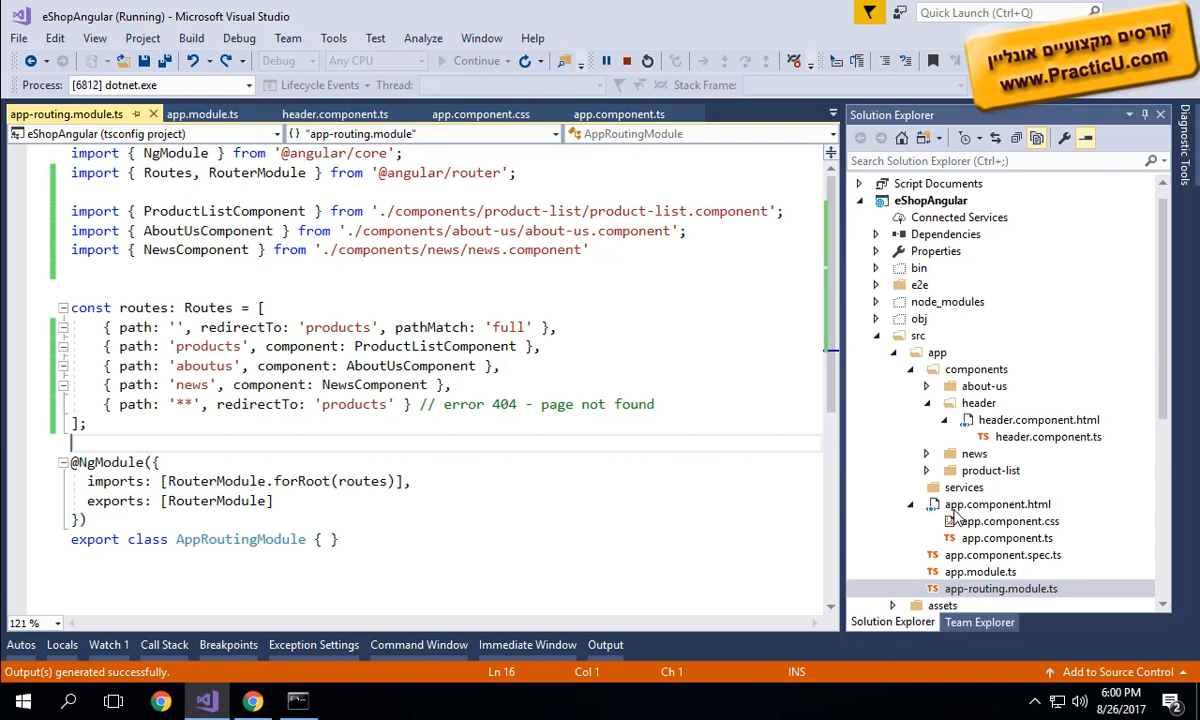 eShopAngular (Running) - Microsoft Visual Studio
Quick Launch (Ctrl+Q)
File Edit View Project Build Debug Team Tools Test Analyze Window Help
Debug Any CPU Continue
Process: [6812] dotnet.exe Lifecycle Events Thread: Stack Frame:
קורסים מקצועיים אונליין
www.PracticU.com
app-routing.module.ts app.module.ts header.component.ts app.component.css app.component.ts
eShopAngular (tsconfig project) "app-routing.module" AppRoutingModule
import { NgModule } from '@angular/core';
import { Routes, RouterModule } from '@angular/router';
import { ProductListComponent } from './components/product-list/product-list.component';
import { AboutUsComponent } from './components/about-us/about-us.component';
import { NewsComponent } from './components/news/news.component'
const routes: Routes = [
{ path: '', redirectTo: 'products', pathMatch: 'full' },
{ path: 'products', component: ProductListComponent },
{ path: 'aboutus', component: AboutUsComponent },
{ path: 'news', component: NewsComponent },
{ path: '**', redirectTo: 'products' } // error 404 - page not found
];
@NgModule({
imports: [RouterModule.forRoot(routes)],
exports: [RouterModule]
})
export class AppRoutingModule { }
121 %
Solution Explorer
Search Solution Explorer (Ctrl+;)
Script Documents
eShopAngular
Connected Services
Dependencies
Properties
bin
e2e
node_modules
obj
src
app
components
about-us
header
header.component.html
header.component.ts
news
product-list
services
app.component.html
app.component.css
app.component.ts
app.component.spec.ts
app.module.ts
app-routing.module.ts
assets
Solution Explorer Team Explorer
Diagnostic Tools
Autos Locals Watch 1 Call Stack Breakpoints Exception Settings Command Window Immediate Window Output
Output(s) generated successfully. Ln 16 Col 1 Ch 1 INS Add to Source Control
6:00 PM
8/26/2017
2